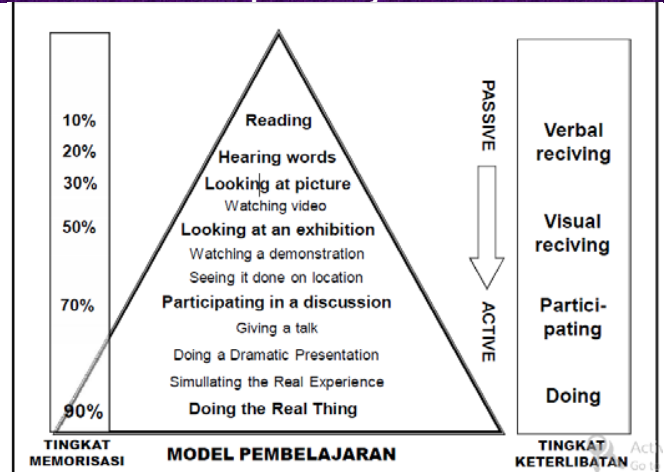 10%
20%
30%
50%
70%
90%
TINGKAT
MEMORISASI
Reading
Hearing words
Looking at picture
Watching video
Looking at an exhibition
Watching a demonstration
Seeing it done on location
Participating in a discussion
Giving a talk
Doing a Dramatic Presentation
Simullating the Real Experience
Doing the Real Thing
MODEL PEMBELAJARAN
PASSIVE
ACTIVE
Verbal
reciving
Visual
reciving
Partici-
pating
Doing
TINGKAT
KETERLIBATAN
Go to